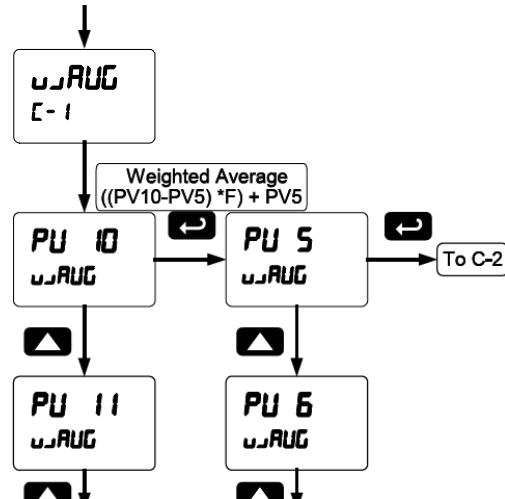 wAVG
C-1
Weighted Average
((PV10-PV5) *F) + PV5
PV 10
wAVG
PV 5
wAVG
To C-2
PV 11
wAVG
PV 6
wAVG